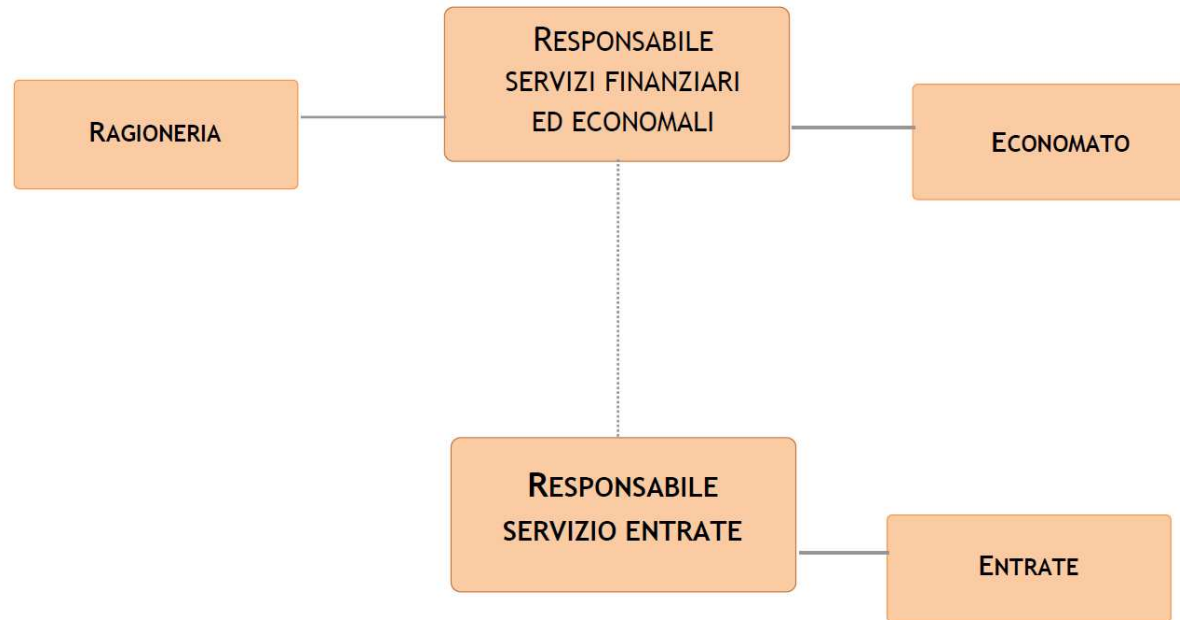 RESPONSABILE
SERVIZI FINANZIARI
ED ECONOMALI
RAGIONERIA
ECONOMATO
RESPONSABILE
SERVIZIO ENTRATE
ENTRATE